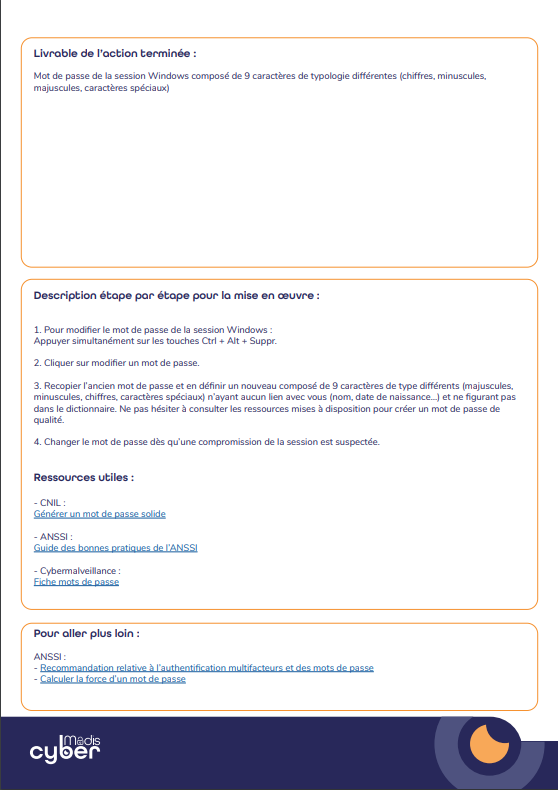 Livrable de l'action terminée :
Mot de passe de la session Windows composé de 9 caractères de typologie différentes (chiffres, minuscules,
majuscules, caractères spéciaux)
Description étape par étape pour la mise en œuvre :
1. Pour modifier le mot de passe de la session Windows :
Appuyer simultanément sur les touches Ctrl + Alt + Suppr.
2. Cliquer sur modifier un mot de passe.
3. Recopier l'ancien mot de passe et en définir un nouveau composé de 9 caractères de type différents (majuscules,
minuscules, chiffres, caractères spéciaux) n'ayant aucun lien avec vous (nom, date de naissance...) et ne figurant pas
dans le dictionnaire. Ne pas hésiter à consulter les ressources mises à disposition pour créer un mot de passe de
qualité.
4. Changer le mot de passe dès qu'une compromission de la session est suspectée.
Ressources utiles :
- CNIL :
Générer un mot de passe solide
- ANSSI :
Guide des bonnes pratiques de l'ANSSI
- Cybermalveillance :
Fiche mots de passe
Pour aller plus loin :
ANSSI :
- Recommandation relative à l'authentification multifacteurs et des mots de passe
- Calculer la force d'un mot de passe
m@dis
cyber